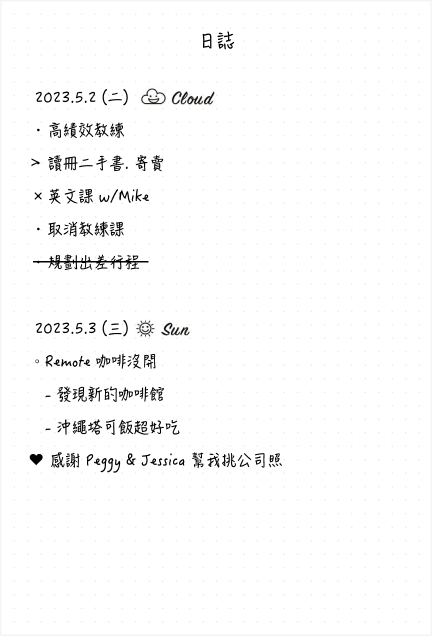 日誌
2023.5.2 (二) Cloud
· 高績效教練
> 讀冊二手書. 寄賣
× 英文課 w/Mike
· 取消教練課
· 規劃出差行程
2023.5.3 (三) Sun
◦ Remote 咖啡沒開
- 發現新的咖啡館
- 沖繩塔可飯超好吃
♥ 感謝 Peggy & Jessica 幫我挑公司照